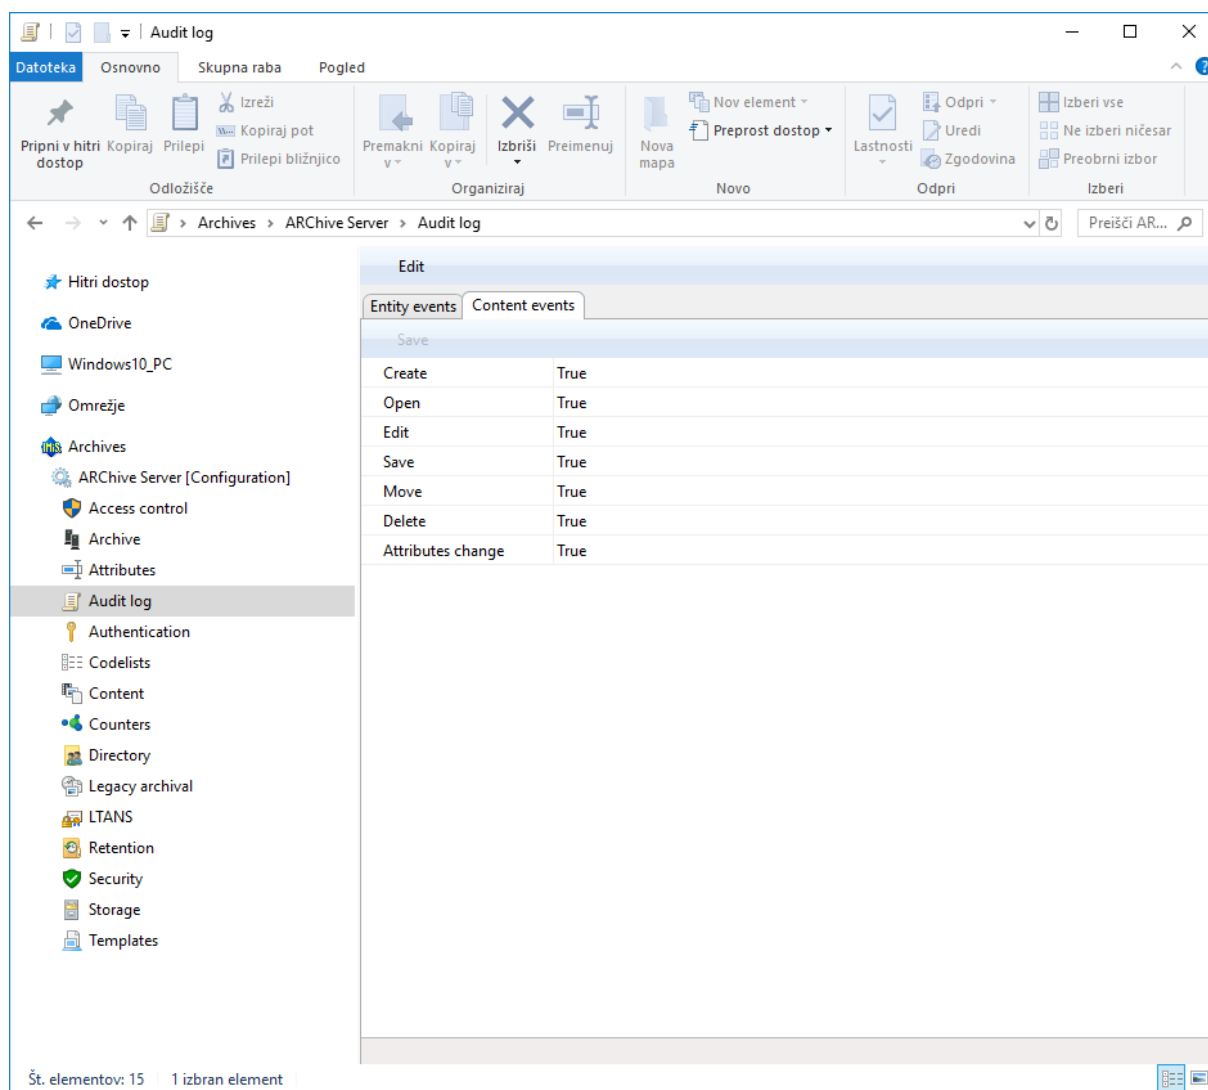 Audit log
Datoteka Osnovno Skupna raba Pogled
Pripni v hitri dostop Kopiraj Prilepi Izreži Kopiraj pot Prilepi bližnjico
Premakni v Kopiraj v Izbriši Preimenuj
Nova mapa Nov element Preprost dostop
Lastnosti Odpri Uredi Zgodovina
Izberi vse Ne izberi ničesar Preobrni izbor
Odložišče Organiziraj Novo Odpri Izberi
Archives > ARChive Server > Audit log Preišči AR...
Hitri dostop
OneDrive
Windows10_PC
Omrežje
Archives
ARChive Server [Configuration]
Access control
Archive
Attributes
Audit log
Authentication
Codelists
Content
Counters
Directory
Legacy archival
LTANS
Retention
Security
Storage
Templates
Edit
Entity events Content events
Save
Create True
Open True
Edit True
Save True
Move True
Delete True
Attributes change True
Št. elementov: 15 1 izbran element